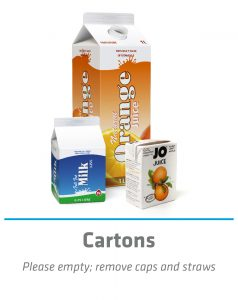 Orange
JUICE
Milk
JO
JUICE
Cartons
Please empty; remove caps and straws